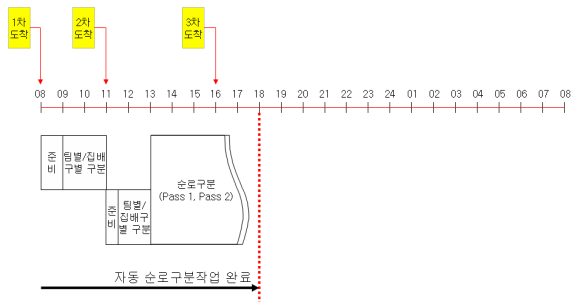 1차
도착
2차
도착
3차
도착
08 09 10 11 12 13 14 15 16 17 18 19 20 21 22 23 24 01 02 03 04 05 06 07 08
준
비
팀별/집배
구별 구분
준
비
팀별/
집배구
별 구분
순로구분
(Pass 1, Pass 2)
자동 순로구분작업 완료